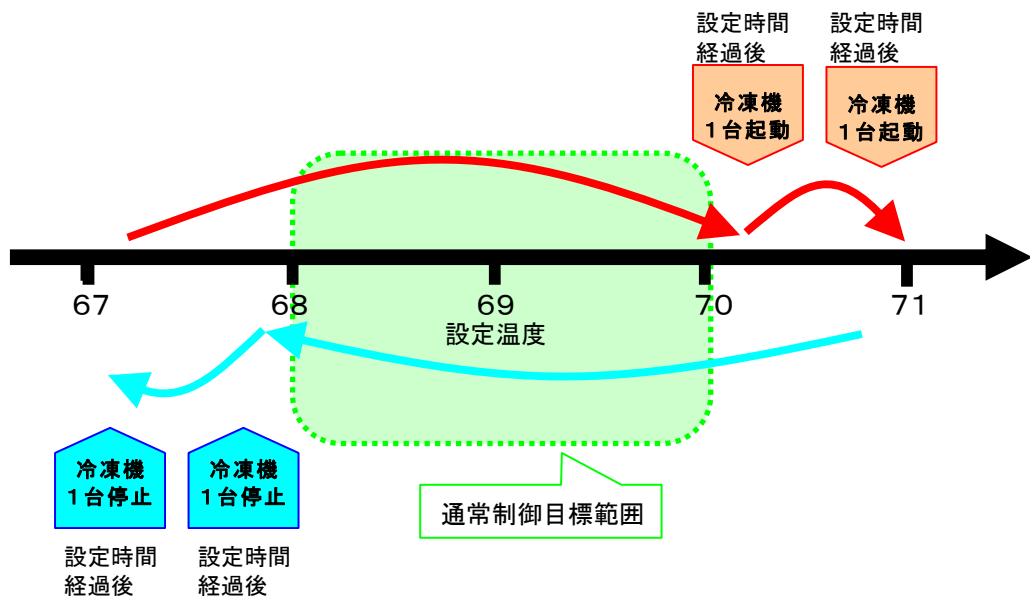 設定時間
経過後
設定時間
経過後
冷凍機
１台起動
冷凍機
１台起動
67
68
69
70
71
設定温度
冷凍機
１台停止
冷凍機
１台停止
通常制御目標範囲
設定時間
経過後
設定時間
経過後